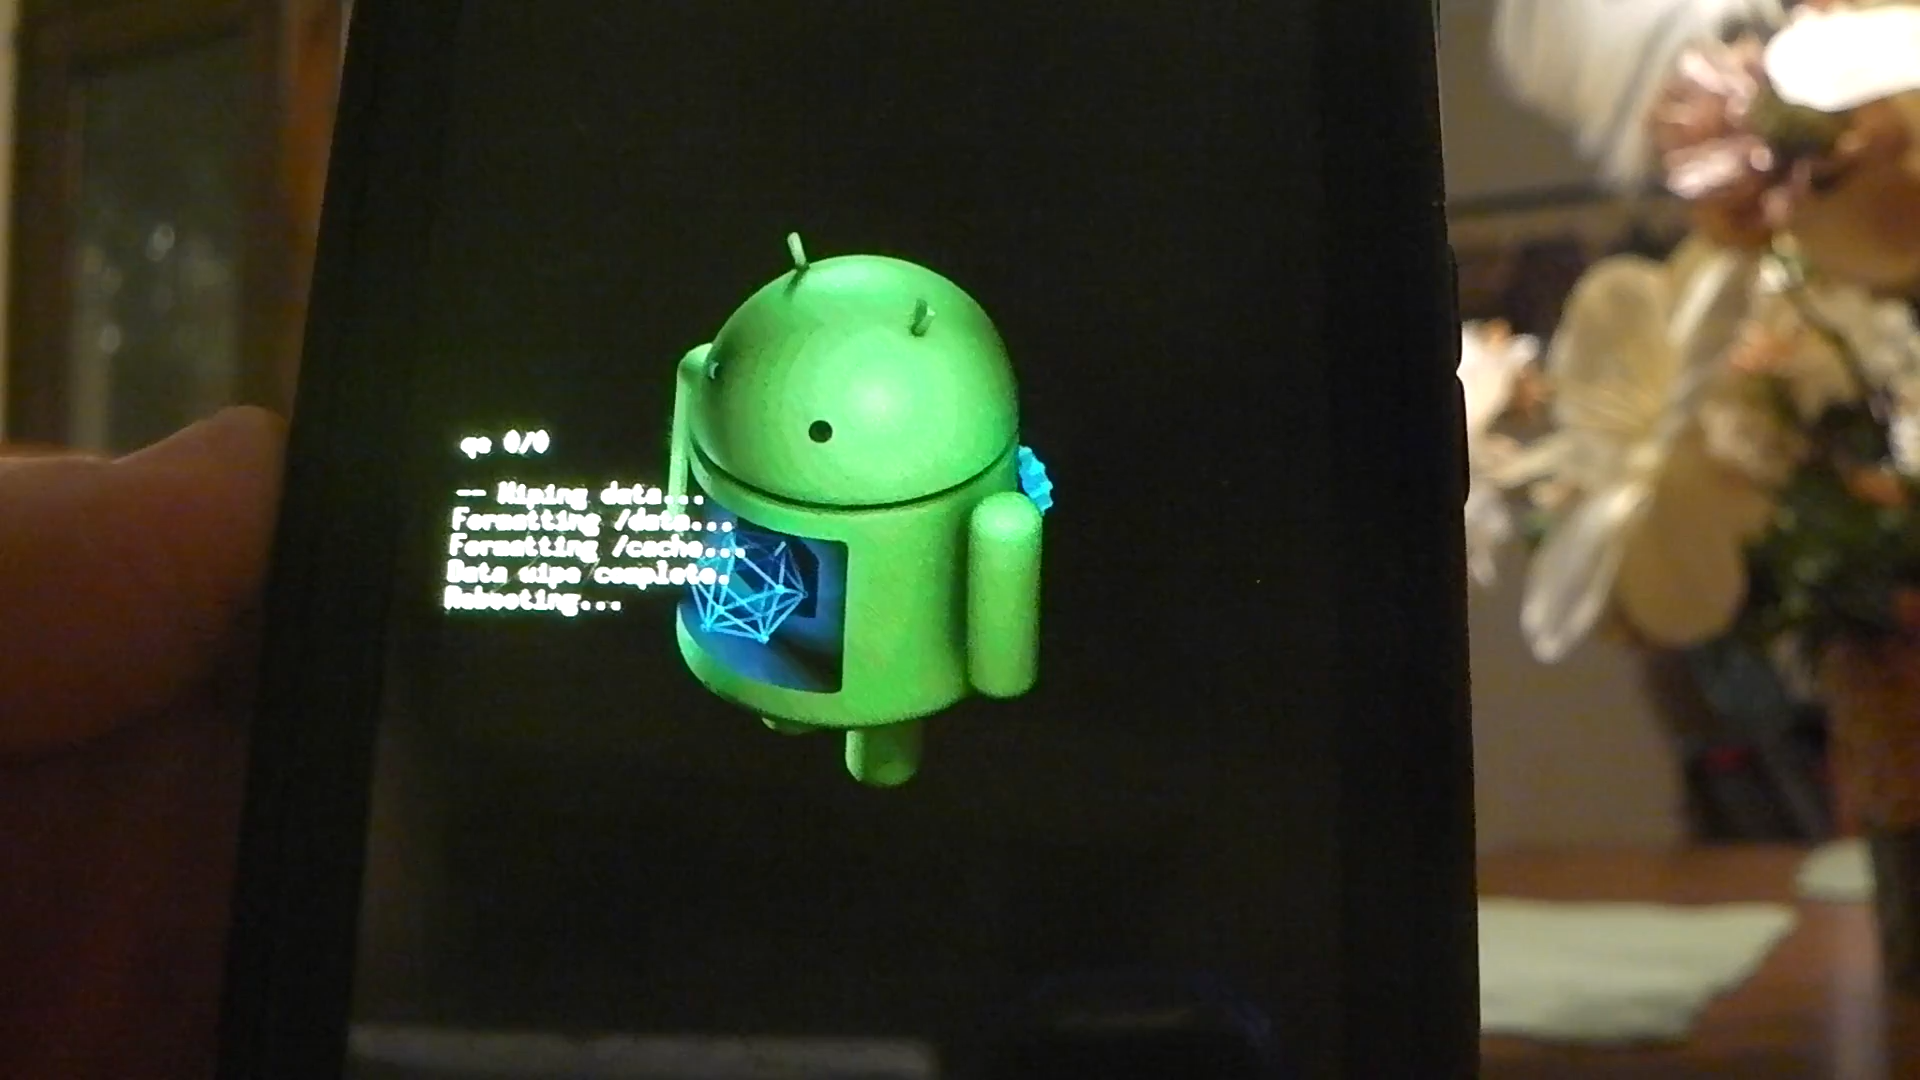 qe 0/0
-- Wiping data...
Formatting /data...
Formatting /cache...
Data wipe complete.
Rebooting...